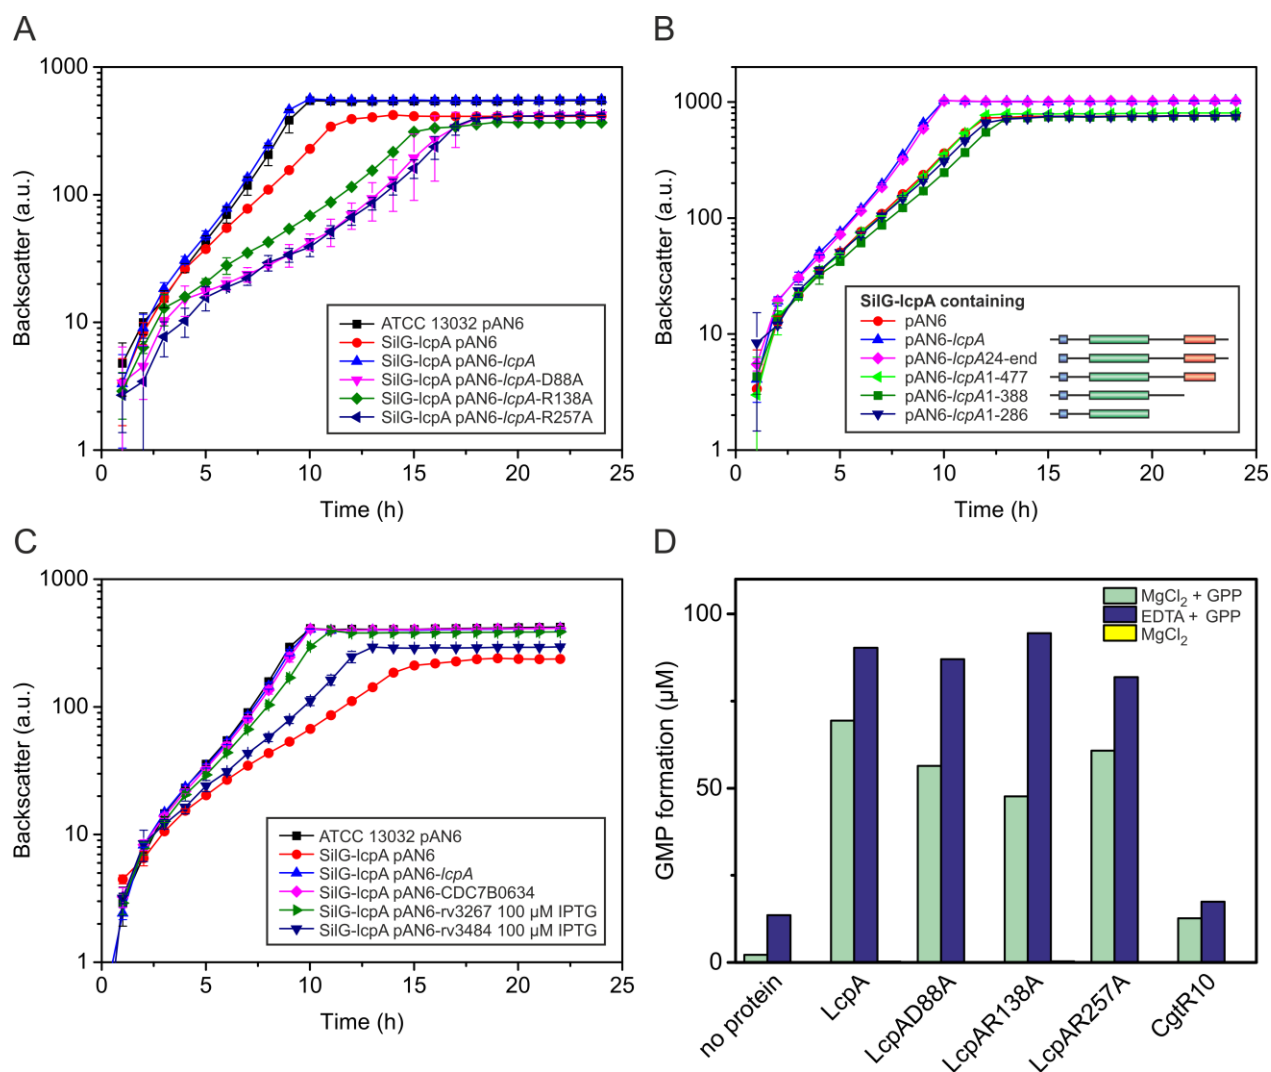 A
1000
100
10
1
Backscatter (a.u.)
0 5 10 15 20 25
Time (h)
ATCC 13032 pAN6
SilG-lcpA pAN6
SilG-lcpA pAN6-lcpA
SilG-lcpA pAN6-lcpA-D88A
SilG-lcpA pAN6-lcpA-R138A
SilG-lcpA pAN6-lcpA-R257A
B
1000
100
10
1
Backscatter (a.u.)
0 5 10 15 20 25
Time (h)
SilG-lcpA containing
pAN6
pAN6-lcpA
pAN6-lcpA24-end
pAN6-lcpA1-477
pAN6-lcpA1-388
pAN6-lcpA1-286
C
1000
100
10
1
Backscatter (a.u.)
0 5 10 15 20 25
Time (h)
ATCC 13032 pAN6
SilG-lcpA pAN6
SilG-lcpA pAN6-lcpA
SilG-lcpA pAN6-CDC7B0634
SilG-lcpA pAN6-rv3267 100 µM IPTG
SilG-lcpA pAN6-rv3484 100 µM IPTG
D
100
50
0
GMP formation (µM)
MgCl₂ + GPP
EDTA + GPP
MgCl₂
no protein
LcpA
LcpAD88A
LcpAR138A
LcpAR257A
CgtR10